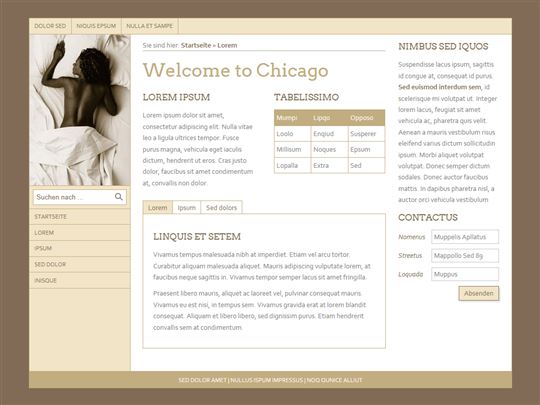 DOLOR SED
NIQUIS EPSUM
NULLA ET SAMPE
Suchen nach ...
STARTSEITE
LOREM
IPSUM
SED DOLOR
INISQUE
Sie sind hier: Startseite » Lorem
Welcome to Chicago
LOREM IPSUM
Lorem ipsum dolor sit amet,
consectetur adipiscing elit. Nulla vitae
leo a ligula ultrices tempor. Fusce
purus magna, vehicula eget iaculis
dictum, hendrerit ut eros. Cras justo
dolor, faucibus sit amet condimentum
at, convallis id nulla.
TABELISSIMO
Mumpi Lipqo Opposo
Loolo Enqiud Susperer
Millisum Noques Epsum
Lopalla Extra Sed
Lorem
Ipsum
Sed dolors
LINQUIS ET SETEM
Vivamus tempus malesuada nibh at imperdiet. Etiam vel arcu tortor.
Curabitur aliquam malesuada aliquet. Mauris adipiscing vulputate lorem, at
faucibus neque sagittis in. Vivamus tempor semper lacus sit amet fringilla.
Praesent libero mauris, aliquet ac laoreet vel, pulvinar consequat mauris.
Vivamus eu est nisi, in tempus sem. Vivamus gravida erat at lorem blandit
consequat. Aliquam et libero libero, sed dignissim purus. Etiam hendrerit
convallis sem at condimentum.
NIMBUS SED IQUOS
Suspendisse lacus ipsum, sagittis
id congue at, consequat id purus.
Sed euismod interdum sem, id
scelerisque mi volutpat ut. Donec
lorem lacus, feugiat sit amet
vehicula ac, pharetra quis velit.
Aenean a mauris vestibulum risus
eleifend varius dictum sollicitudin
ipsum. Morbi aliquet volutpat
volutpat. Donec semper dictum
sodales. Donec auctor faucibus
mattis. In dapibus pharetra nisl, a
auctor orci vehicula vestibulum
CONTACTUS
Namenus Muppelis Apilatus
Streetus Mappollo Sed 89
Loquada Muppus
Absenden
SED DOLOR AMET | NULLUS ISPUM IMPRESSUS | NOQ QUNICE ALLIUT